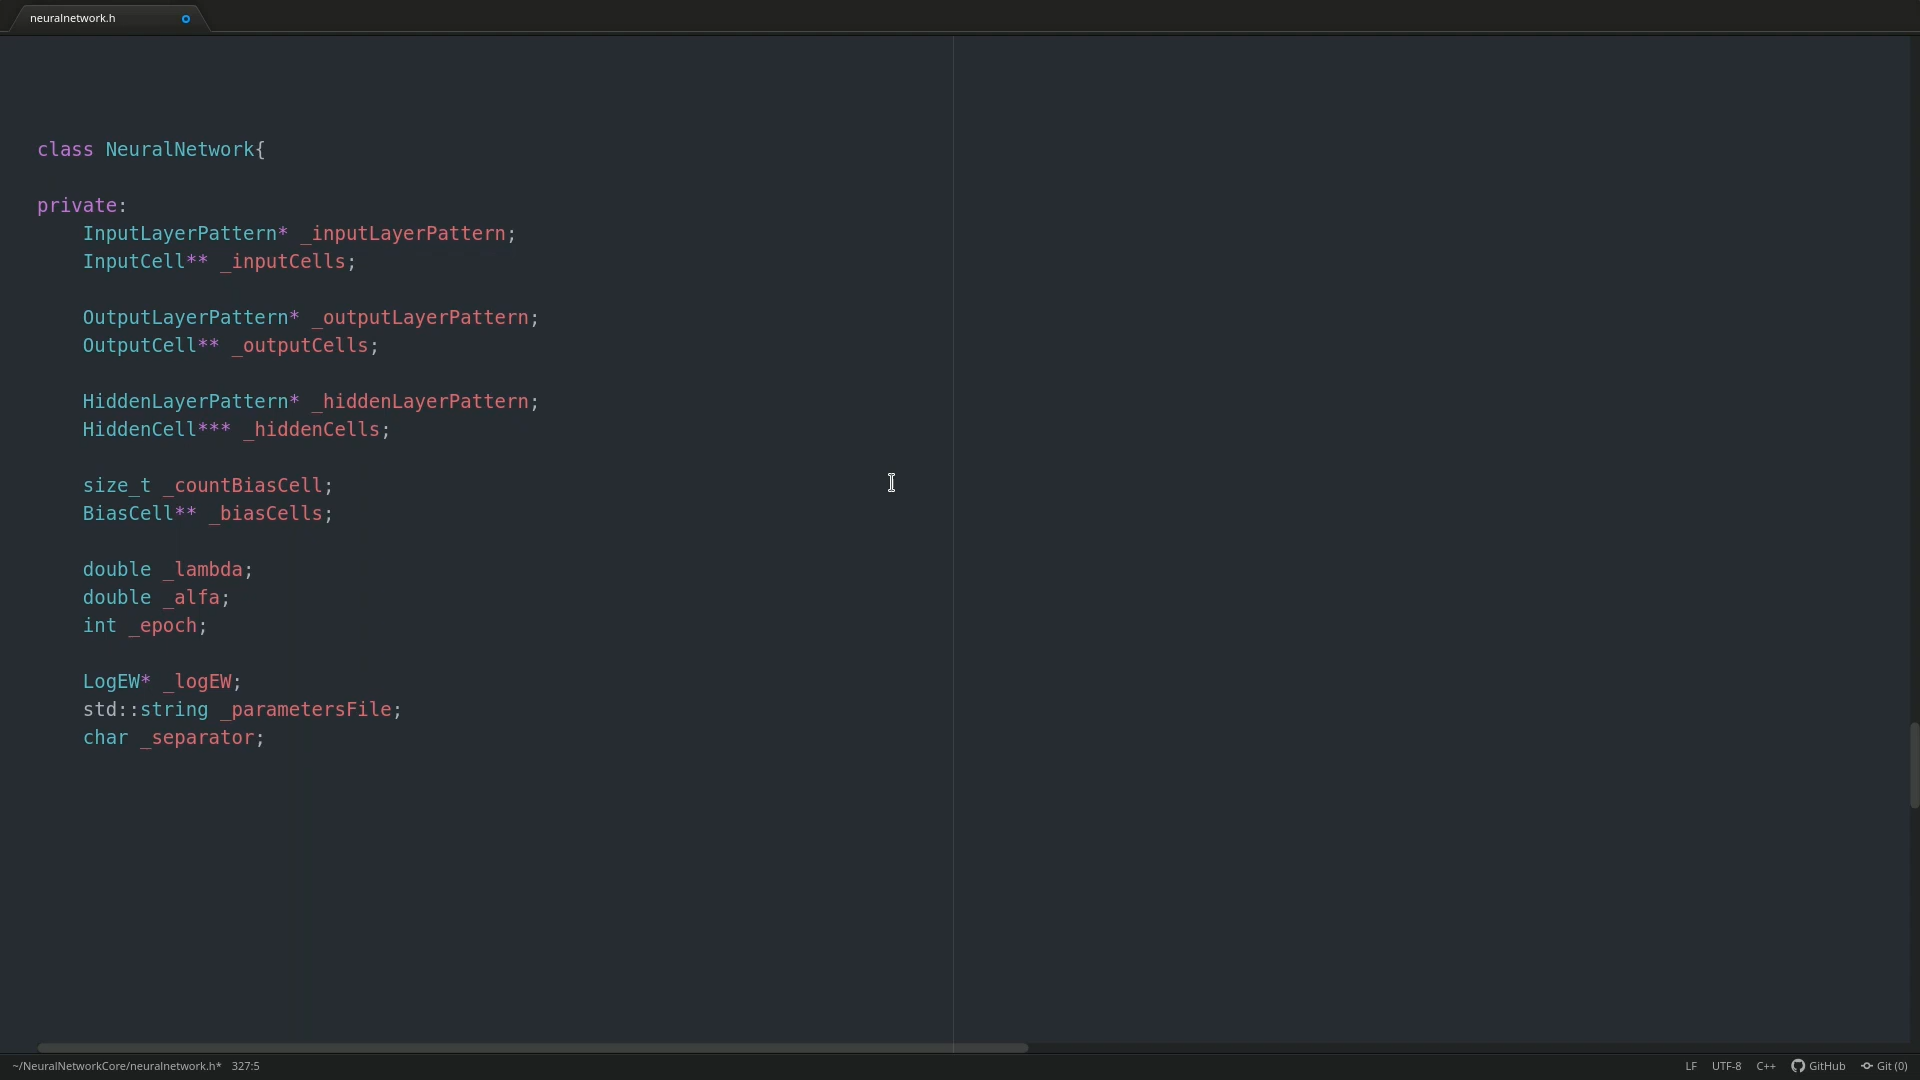 neuralnetwork.h
class NeuralNetwork{
private:
InputLayerPattern* _inputLayerPattern;
InputCell** _inputCells;
OutputLayerPattern* _outputLayerPattern;
OutputCell** _outputCells;
HiddenLayerPattern* _hiddenLayerPattern;
HiddenCell*** _hiddenCells;
size_t _countBiasCell;
BiasCell** _biasCells;
double _lambda;
double _alfa;
int _epoch;
LogEW* _logEW;
std::string _parametersFile;
char _separator;
~/NeuralNetworkCore/neuralnetwork.h* 327:5 LF UTF-8 C++ GitHub Git (0)